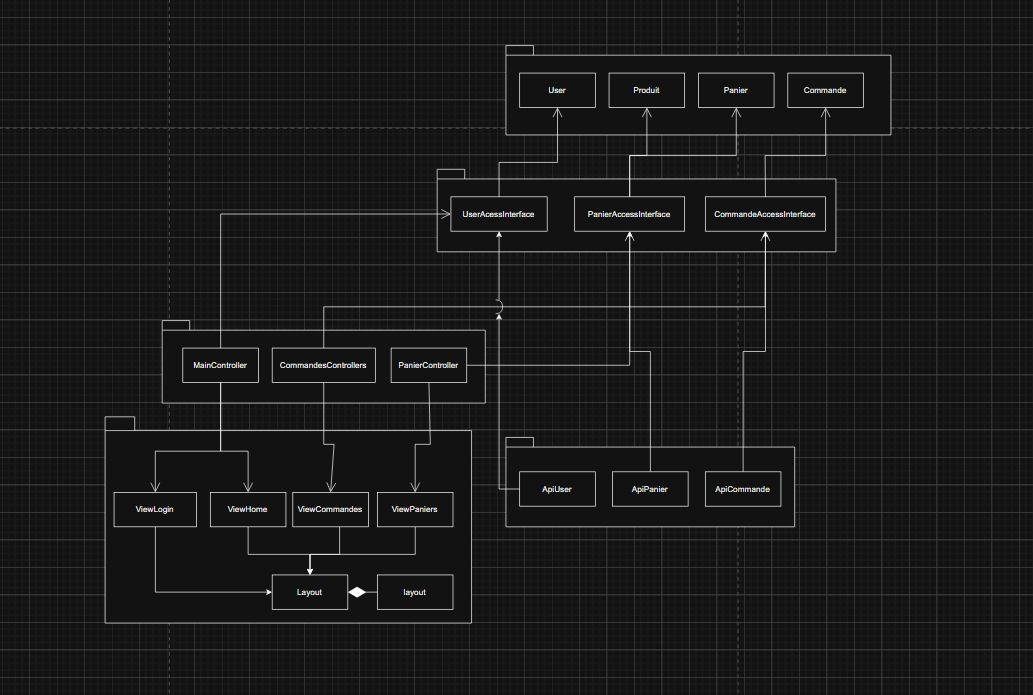 User
Produit
Panier
Commande
UserAcessInterface
PanierAccessInterface
CommandeAccessInterface
MainController
CommandesControllers
PanierController
ApiUser
ApiPanier
ApiCommande
ViewLogin
ViewHome
ViewCommandes
ViewPaniers
Layout
layout